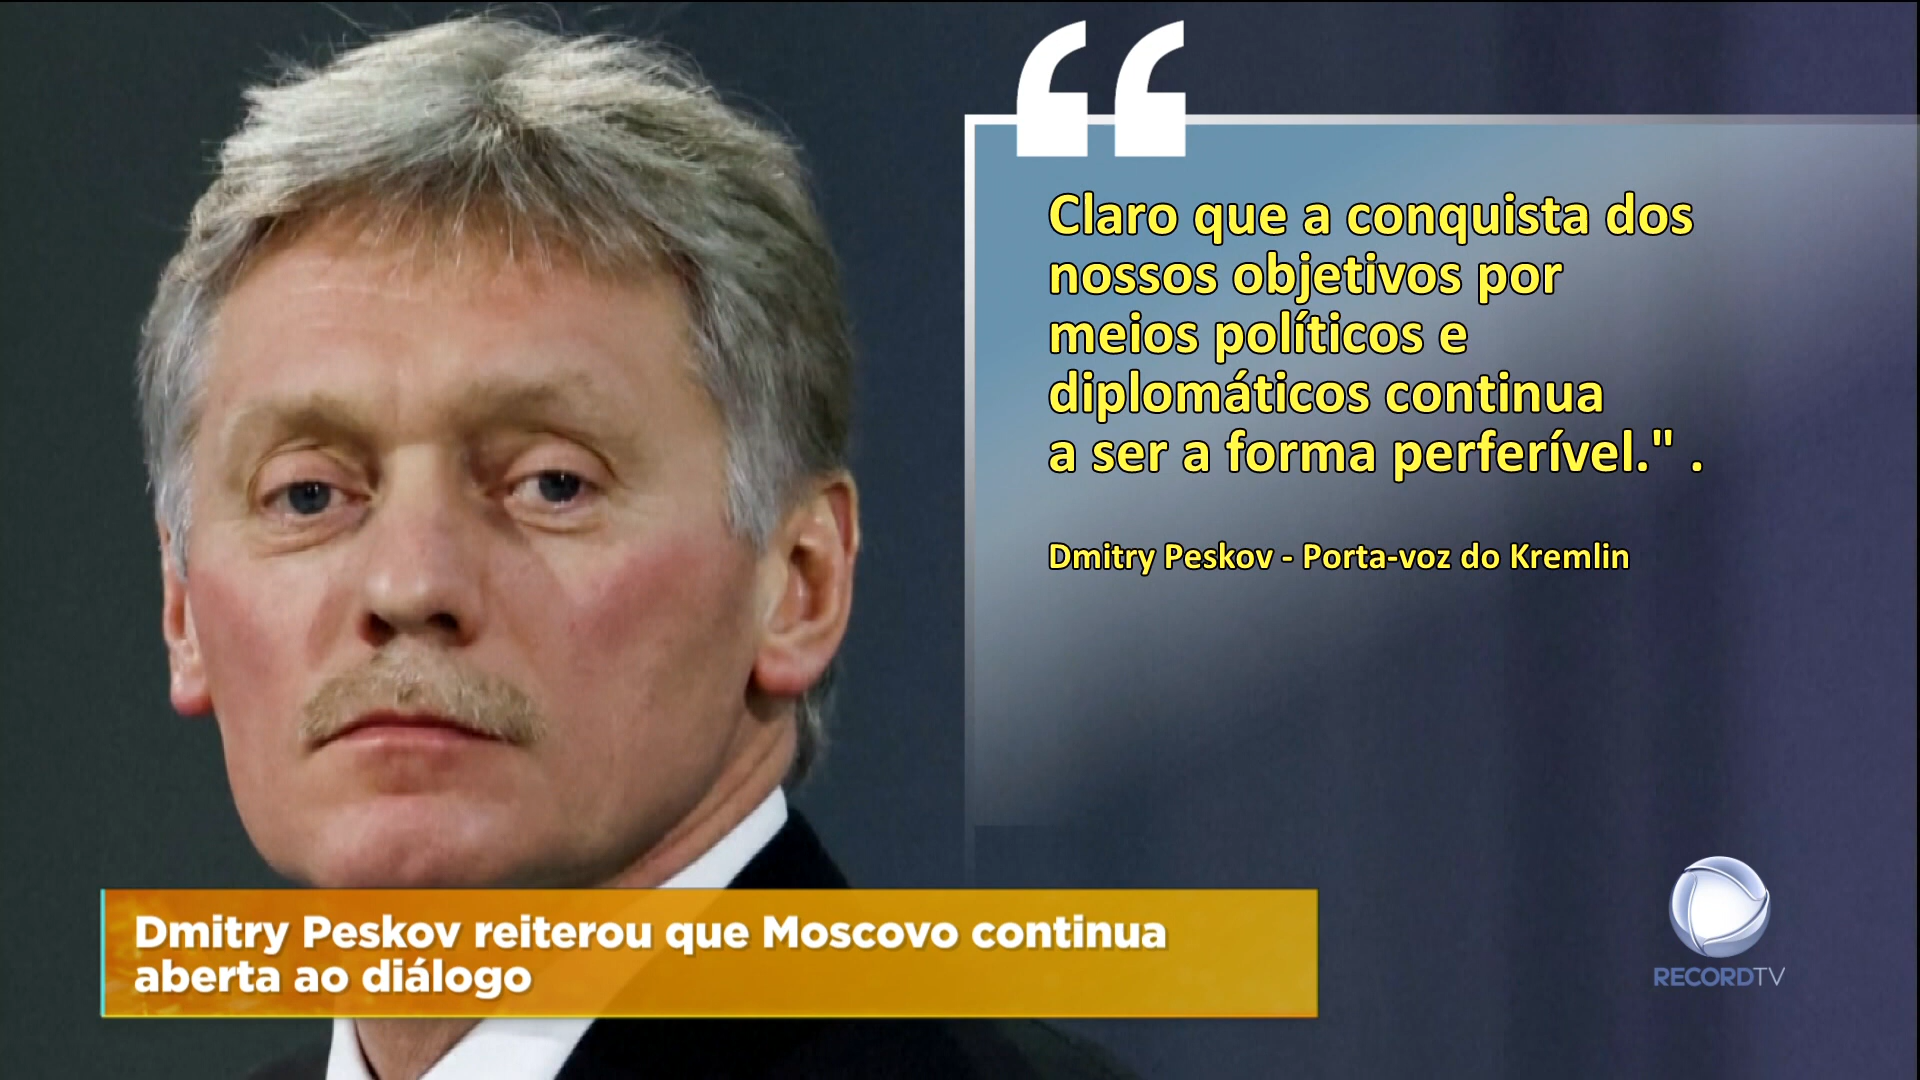 Claro que a conquista dos
nossos objetivos por
meios políticos e
diplomáticos continua
a ser a forma perferível." .
Dmitry Peskov - Porta-voz do Kremlin
Dmitry Peskov reiterou que Moscovo continua
aberta ao diálogo
RECORDTV